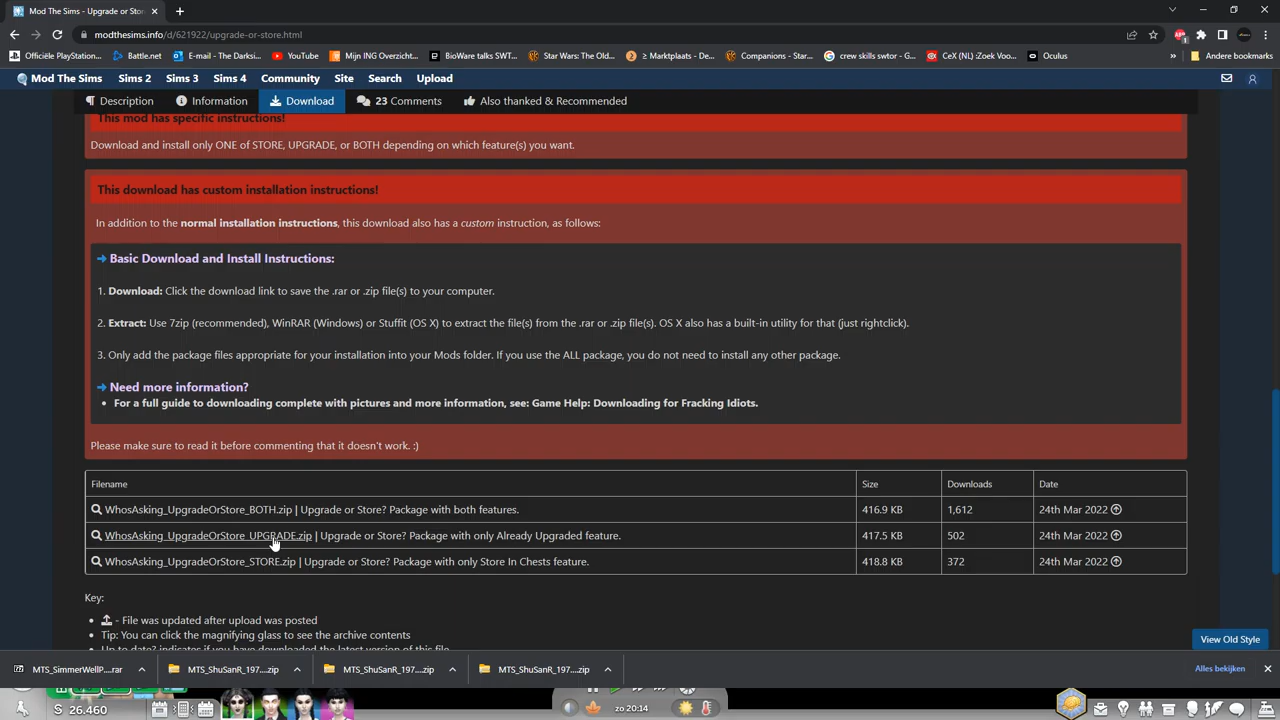 Mod The Sims - Upgrade or Stor
modthesims.info/d/621922/upgrade-or-store.html
Officiële PlayStation...
Battle.net
E-mail - The Darksi...
YouTube
Mijn ING Overzicht...
BioWare talks SWT...
Star Wars: The Old...
≥ Marktplaats - De...
Companions - Star...
crew skills swtor - G...
CeX (NL) iZoek Voo...
Oculus
»
Andere bookmarks
Mod The Sims
Sims 2
Sims 3
Sims 4
Community
Site
Search
Upload
Description
Information
Download
23 Comments
Also thanked & Recommended
This mod has specific instructions!
Download and install only ONE of STORE, UPGRADE, or BOTH depending on which feature(s) you want.
This download has custom installation instructions!
In addition to the normal installation instructions, this download also has a custom instruction, as follows:
Basic Download and Install Instructions:
1. Download: Click the download link to save the .rar or .zip file(s) to your computer.
2. Extract: Use 7zip (recommended), WinRAR (Windows) or Stuffit (OS X) to extract the file(s) from the .rar or .zip file(s). OS X also has a built-in utility for that (just rightclick).
3. Only add the package files appropriate for your installation into your Mods folder. If you use the ALL package, you do not need to install any other package.
Need more information?
• For a full guide to downloading complete with pictures and more information, see: Game Help: Downloading for Fracking Idiots.
Please make sure to read it before commenting that it doesn't work. :)
Filename Size Downloads Date
WhosAsking_UpgradeOrStore_BOTH.zip | Upgrade or Store? Package with both features. 416.9 KB 1,612 24th Mar 2022
WhosAsking_UpgradeOrStore_UPGRADE.zip | Upgrade or Store? Package with only Already Upgraded feature. 417.5 KB 502 24th Mar 2022
WhosAsking_UpgradeOrStore_STORE.zip | Upgrade or Store? Package with only Store In Chests feature. 418.8 KB 372 24th Mar 2022
Key:
• - File was updated after upload was posted
• Tip: You can click the magnifying glass to see the archive contents
• Up to date? indicates if you have downloaded the latest version of this file
View Old Style
MTS_SimmerWellP....rar
MTS_ShuSanR_197....zip
MTS_ShuSanR_197....zip
MTS_ShuSanR_197....zip
Alles bekijken
§ 26.460
zo 20:14